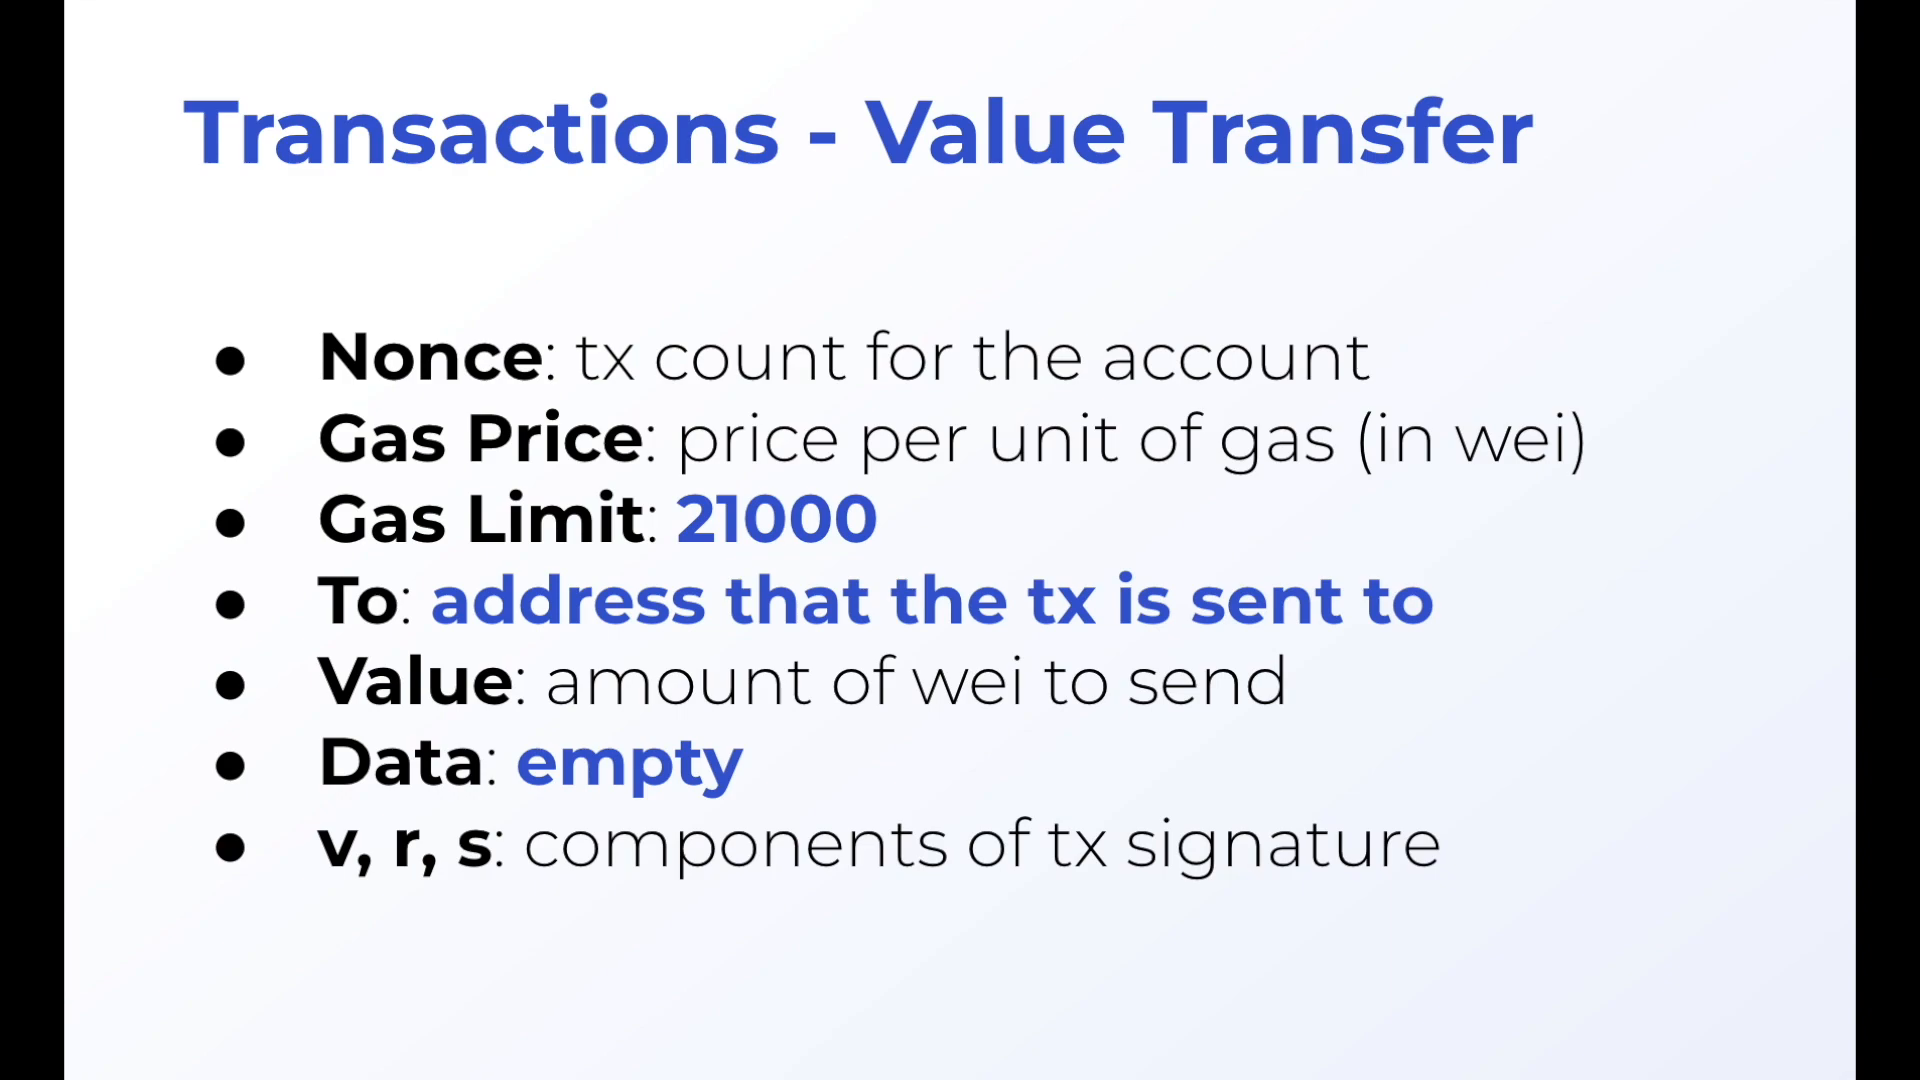 Transactions - Value Transfer
● Nonce: tx count for the account
● Gas Price: price per unit of gas (in wei)
● Gas Limit: 21000
● To: address that the tx is sent to
● Value: amount of wei to send
● Data: empty
● v, r, s: components of tx signature